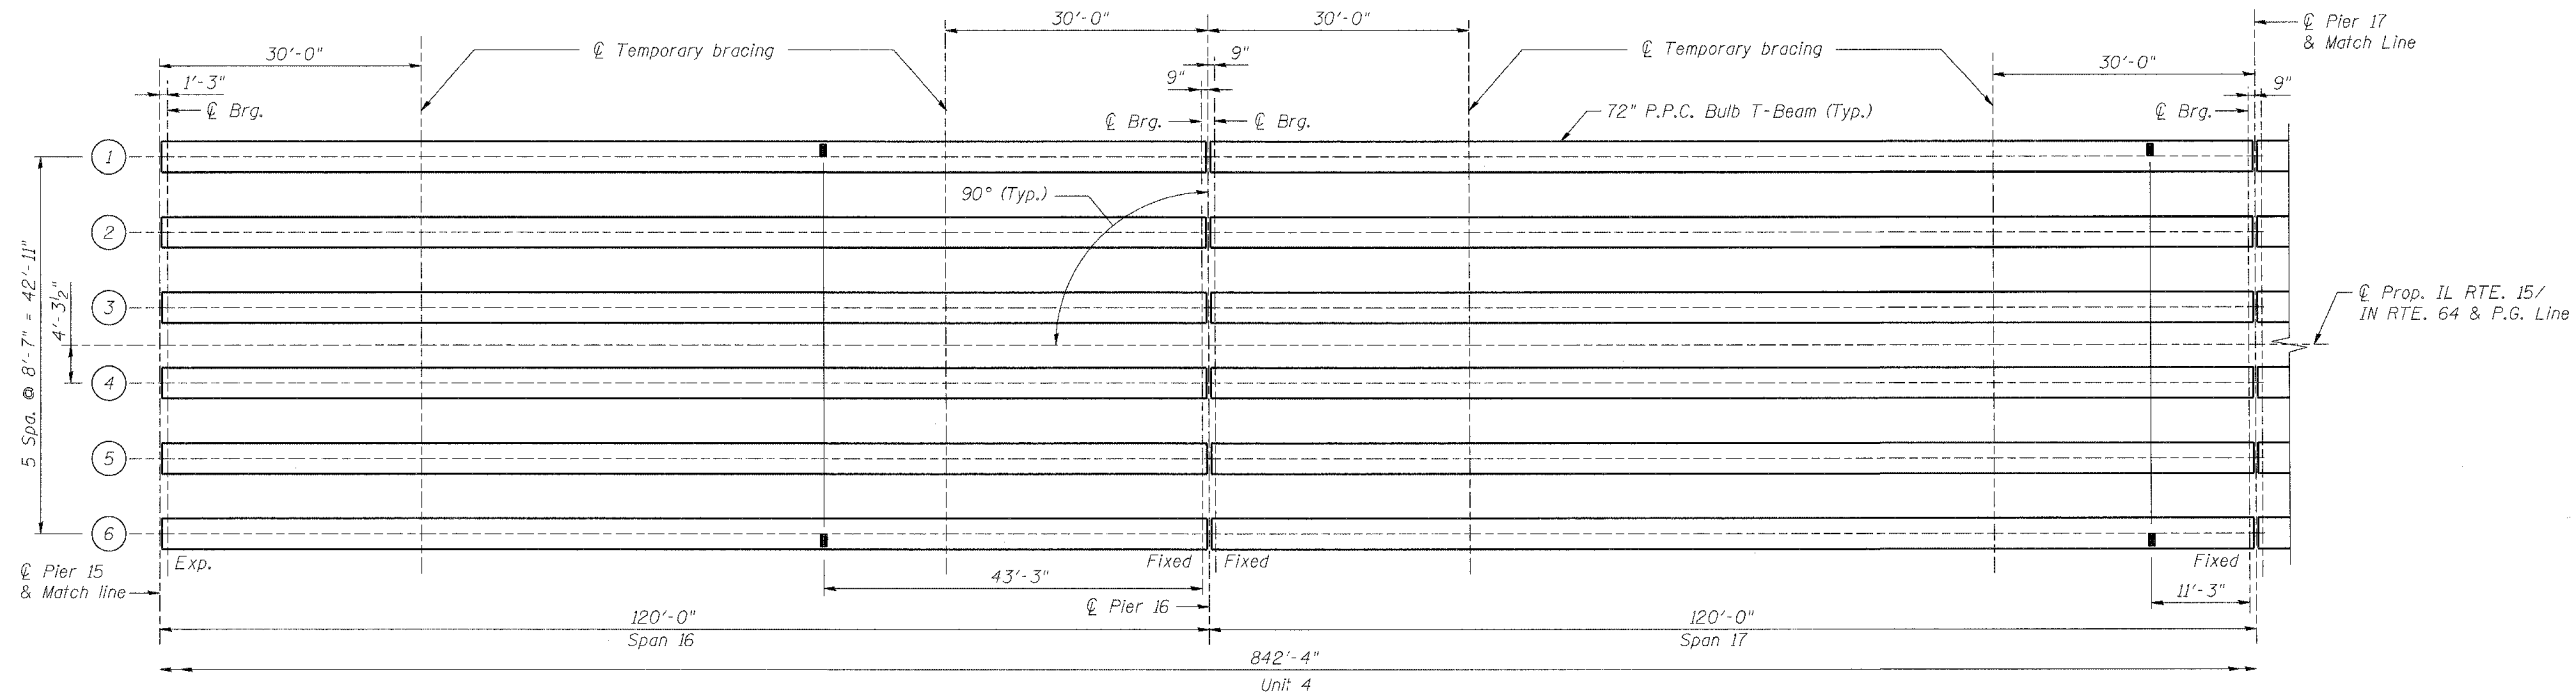 30'-0"
30'-0"
℄ Pier 17
& Match Line
℄ Temporary bracing
℄ Temporary bracing
30'-0"
9"
30'-0"
1'-3"
9"
9"
℄ Brg.
℄ Brg.
℄ Brg.
72" P.P.C. Bulb T-Beam (Typ.)
℄ Brg.
1
90° (Typ.)
2
5 Spa. @ 8'-7" = 42'-11"
4'-3½"
3
℄ Prop. IL RTE. 15/
IN RTE. 64 & P.G. Line
4
5
6
Exp.
Fixed
Fixed
Fixed
℄ Pier 15
& Match line
43'-3"
11'-3"
℄ Pier 16
120'-0"
Span 16
120'-0"
Span 17
842'-4"
Unit 4